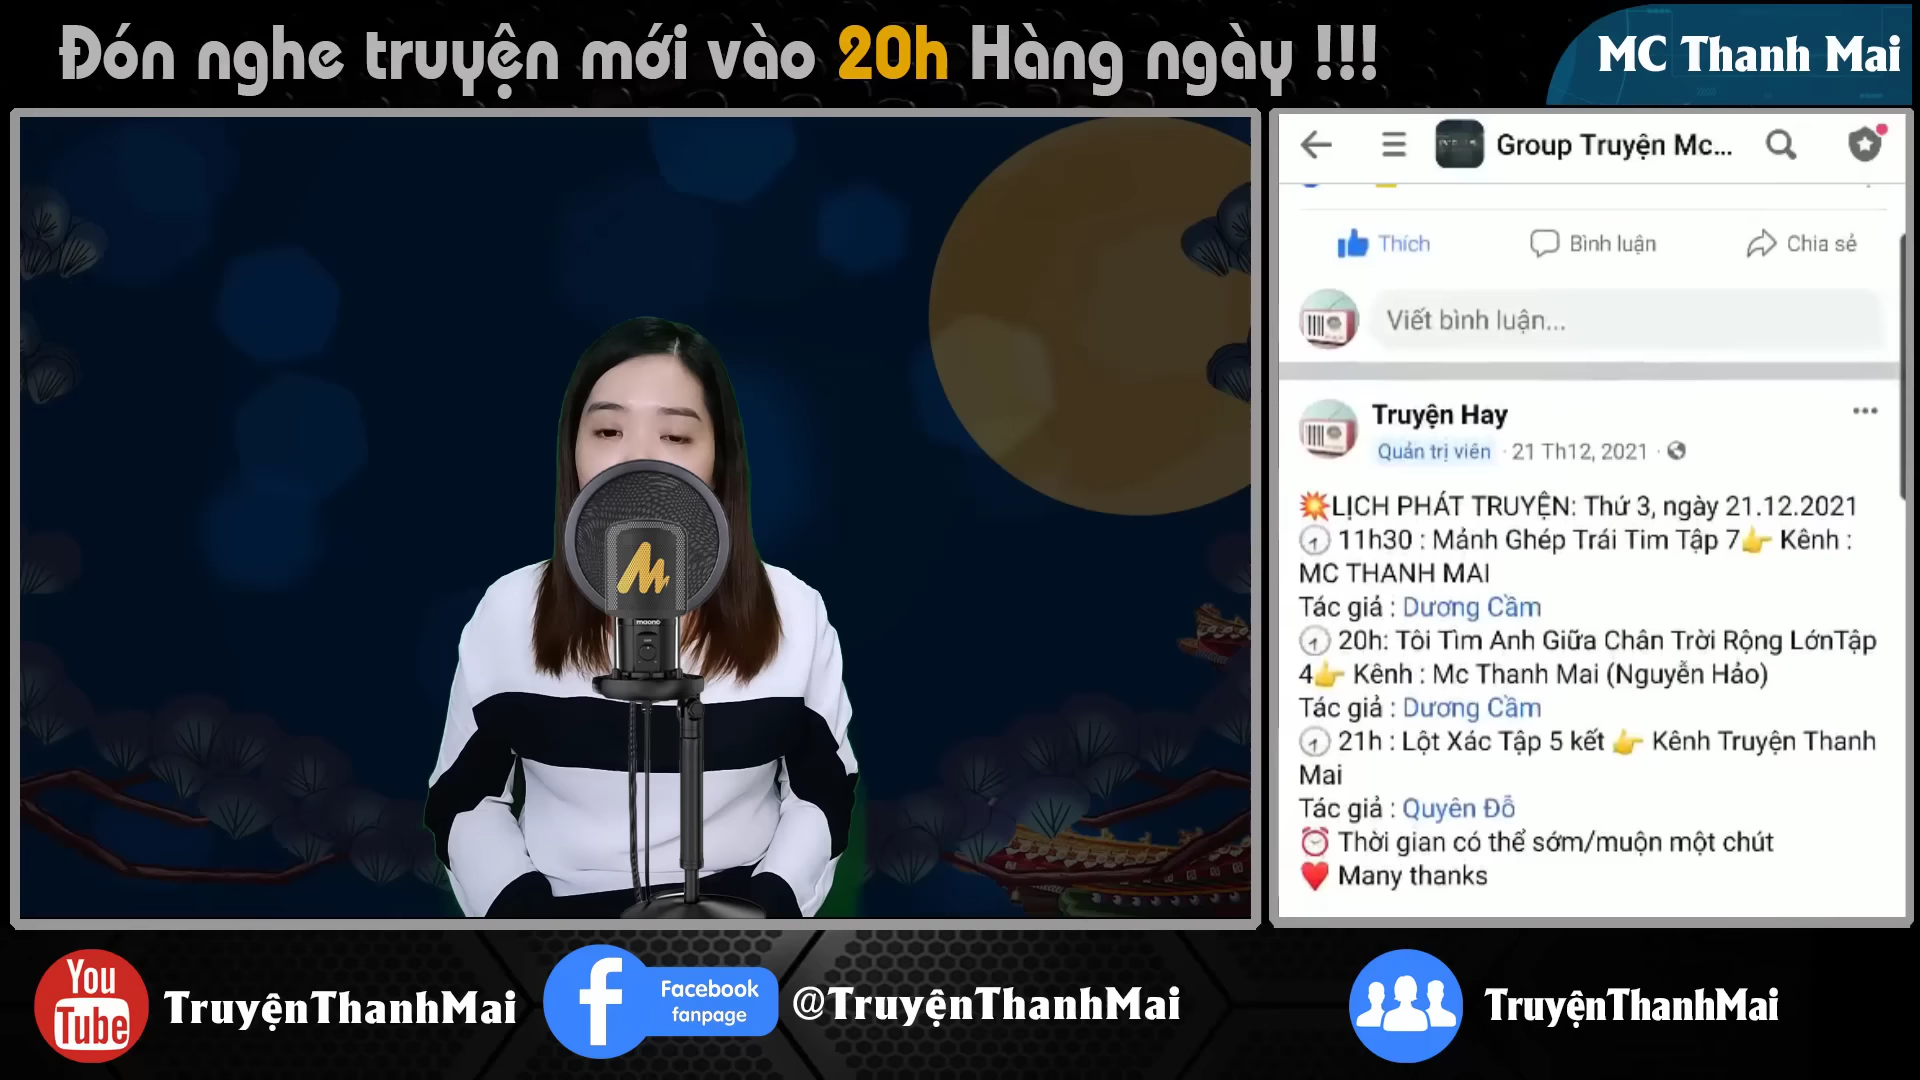 Đón nghe truyện mới vào 20h Hàng ngày !!!
MC Thanh Mai
Group Truyện Mc...
Thích
Bình luận
Chia sẻ
Viết bình luận...
Truyện Hay
Quản trị viên · 21 Th12, 2021 ·
💥LỊCH PHÁT TRUYỆN: Thứ 3, ngày 21.12.2021
🕢 11h30 : Mảnh Ghép Trái Tim Tập 7👉 Kênh :
MC THANH MAI
Tác giả : Dương Cầm
🕢 20h: Tôi Tìm Anh Giữa Chân Trời Rộng LớnTập
4👉 Kênh : Mc Thanh Mai (Nguyễn Hảo)
Tác giả : Dương Cầm
🕢 21h : Lột Xác Tập 5 kết 👉 Kênh Truyện Thanh
Mai
Tác giả : Quyên Đỗ
⏰ Thời gian có thể sớm/muộn một chút
❤️ Many thanks
maono
You
Tube
TruyệnThanhMai
Facebook
fanpage
@TruyệnThanhMai
TruyệnThanhMai